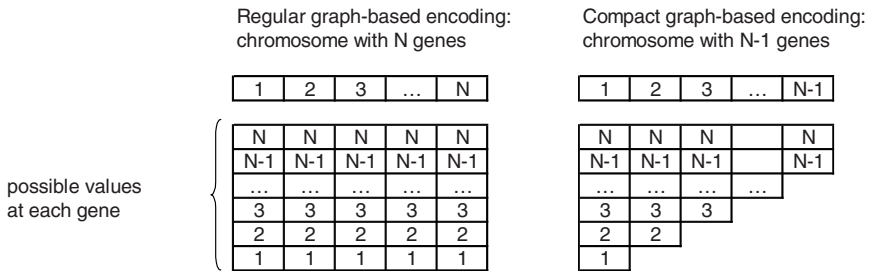 Regular graph-based encoding:
chromosome with N genes
Compact graph-based encoding:
chromosome with N-1 genes
1 2 3 ... N
1 2 3 ... N-1
possible values
at each gene
N N N N N
N-1 N-1 N-1 N-1 N-1
... ... ... ... ...
3 3 3 3 3
2 2 2 2 2
1 1 1 1 1
N N N N
N-1 N-1 N-1 N-1
... ... ... ...
3 3 3
2 2
1